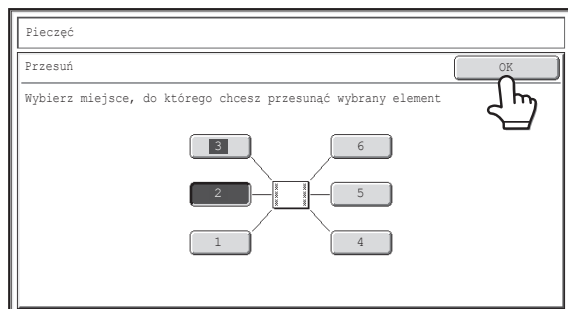 Pieczęć
Przesuń OK
Wybierz miejsce, do którego chcesz przesunąć wybrany element
3 6
2 5
1 4